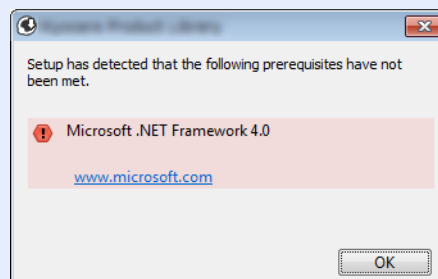 Setup has detected that the following prerequisites have not
been met.
Microsoft .NET Framework 4.0
www.microsoft.com
OK